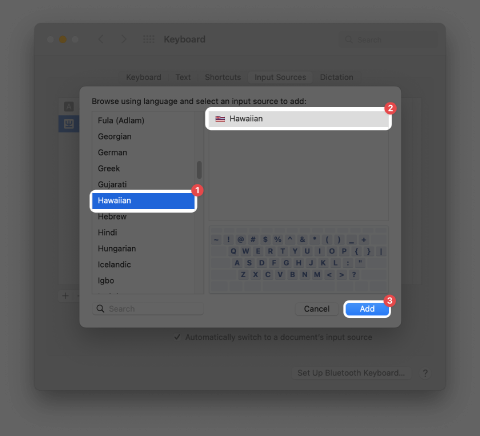 Keyboard
Search
Keyboard Text Shortcuts Input Sources Dictation
Browse using language and select an input source to add:
2
Fula (Adlam)
Hawaiian
Georgian
German
Greek
Gujarati
1
Hawaiian
Hebrew
Hindi
Hungarian
Icelandic
Igbo
~ ! @ # $ % ^ & * ( ) _ +
Q W E R T Y U I O P { } |
A S D F G H J K L : "
Z X C V B N M < > ?
3
Search
Cancel
Add
Automatically switch to a document's input source
Set Up Bluetooth Keyboard... ?